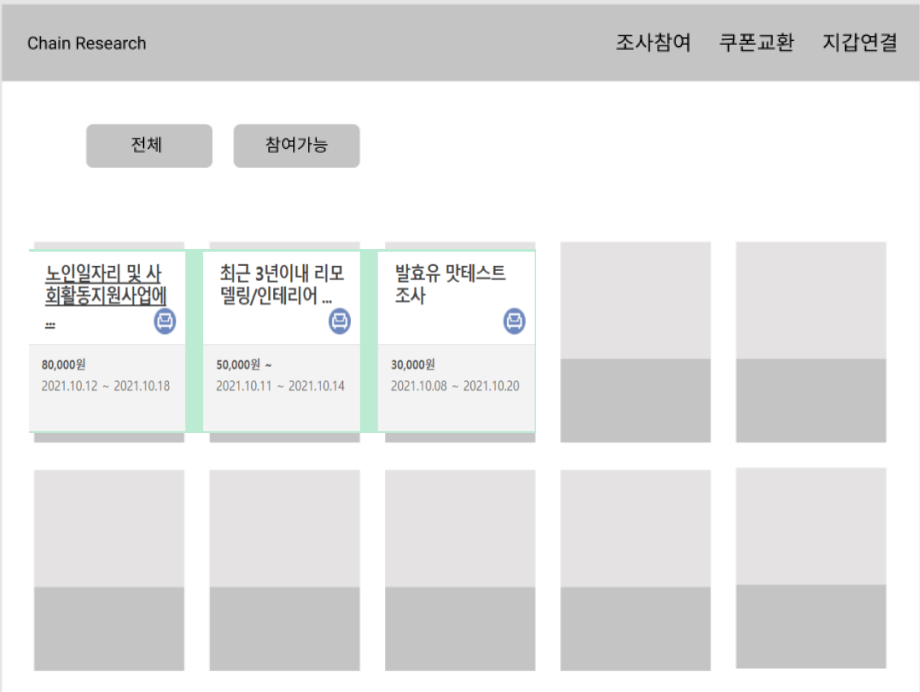 Chain Research
조사참여 쿠폰교환 지갑연결
전체 참여가능
노인일자리 및 사
회활동지원사업에
...
80,000원
2021.10.12 ~ 2021.10.18
최근 3년이내 리모
델링/인테리어 ...
50,000원 ~
2021.10.11 ~ 2021.10.14
발효유 맛테스트
조사
30,000원
2021.10.08 ~ 2021.10.20